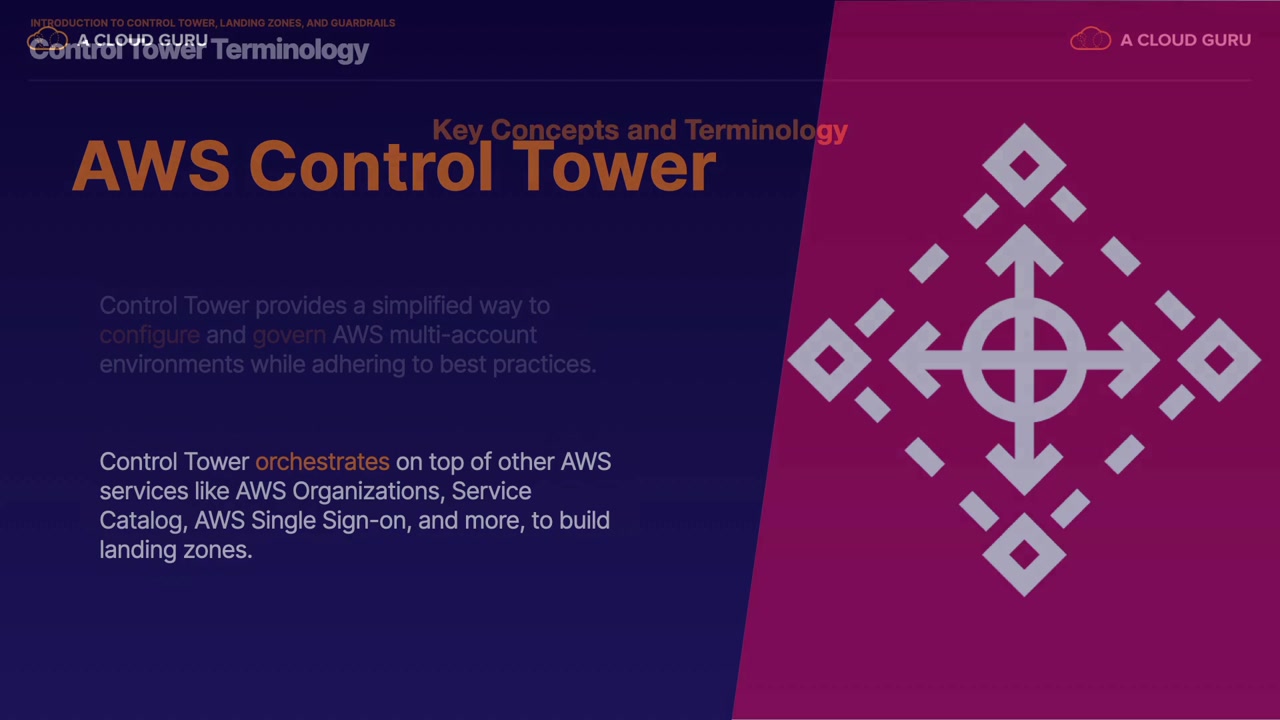 INTRODUCTION TO CONTROL TOWER, LANDING ZONES, AND GUARDRAILS
A CLOUD GURU
Control Tower Terminology
A CLOUD GURU
Key Concepts and Terminology
AWS Control Tower
Control Tower provides a simplified way to
configure and govern AWS multi-account
environments while adhering to best practices.
Control Tower orchestrates on top of other AWS
services like AWS Organizations, Service
Catalog, AWS Single Sign-on, and more, to build
landing zones.